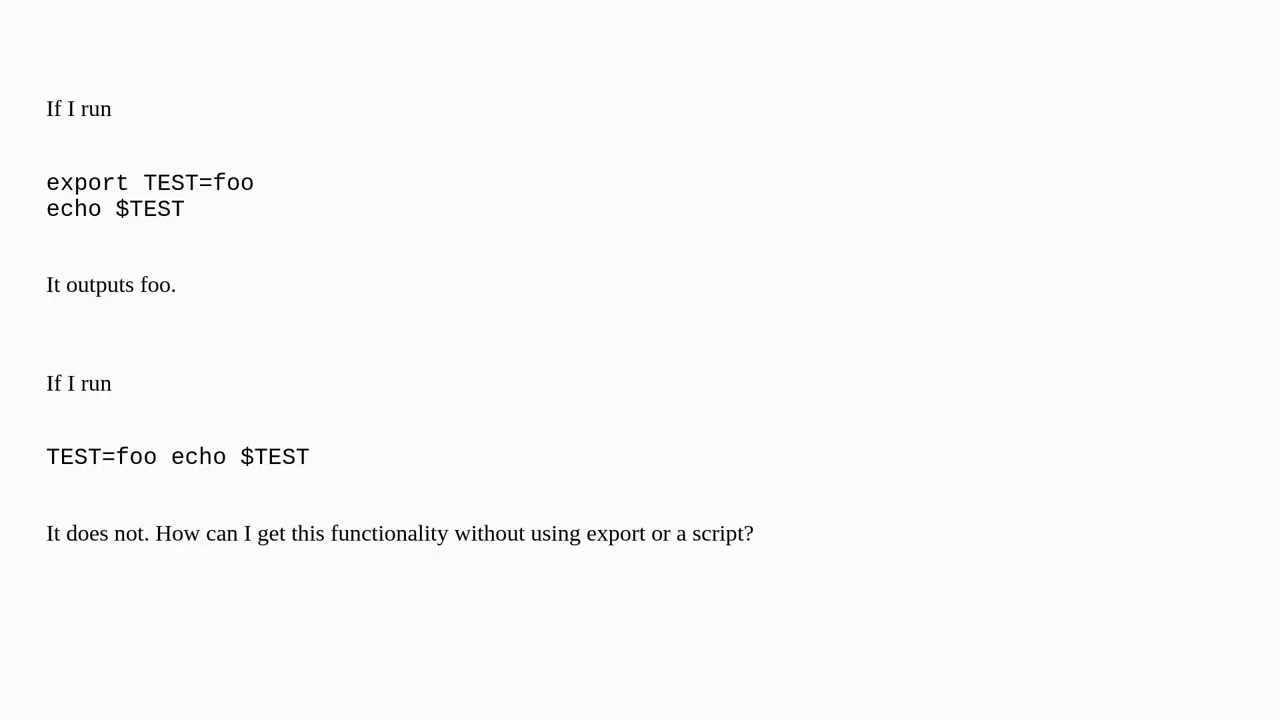 If I run
export TEST=foo
echo $TEST
It outputs foo.
If I run
TEST=foo echo $TEST
It does not. How can I get this functionality without using export or a script?